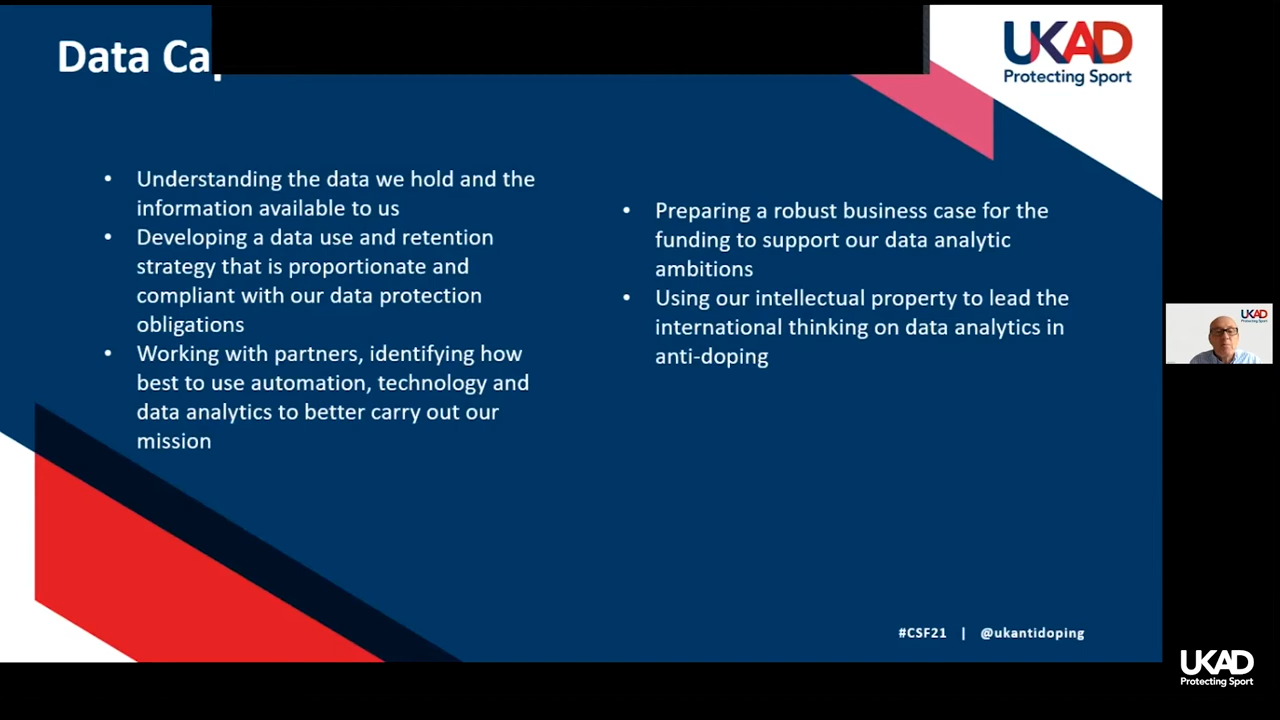 Data Ca
UKAD
Protecting Sport
• Understanding the data we hold and the
information available to us
• Developing a data use and retention
strategy that is proportionate and
compliant with our data protection
obligations
• Working with partners, identifying how
best to use automation, technology and
data analytics to better carry out our
mission
• Preparing a robust business case for the
funding to support our data analytic
ambitions
• Using our intellectual property to lead the
international thinking on data analytics in
anti-doping
UKAD
Protecting Sport
#CSF21 | @ukantidoping
UKAD
Protecting Sport